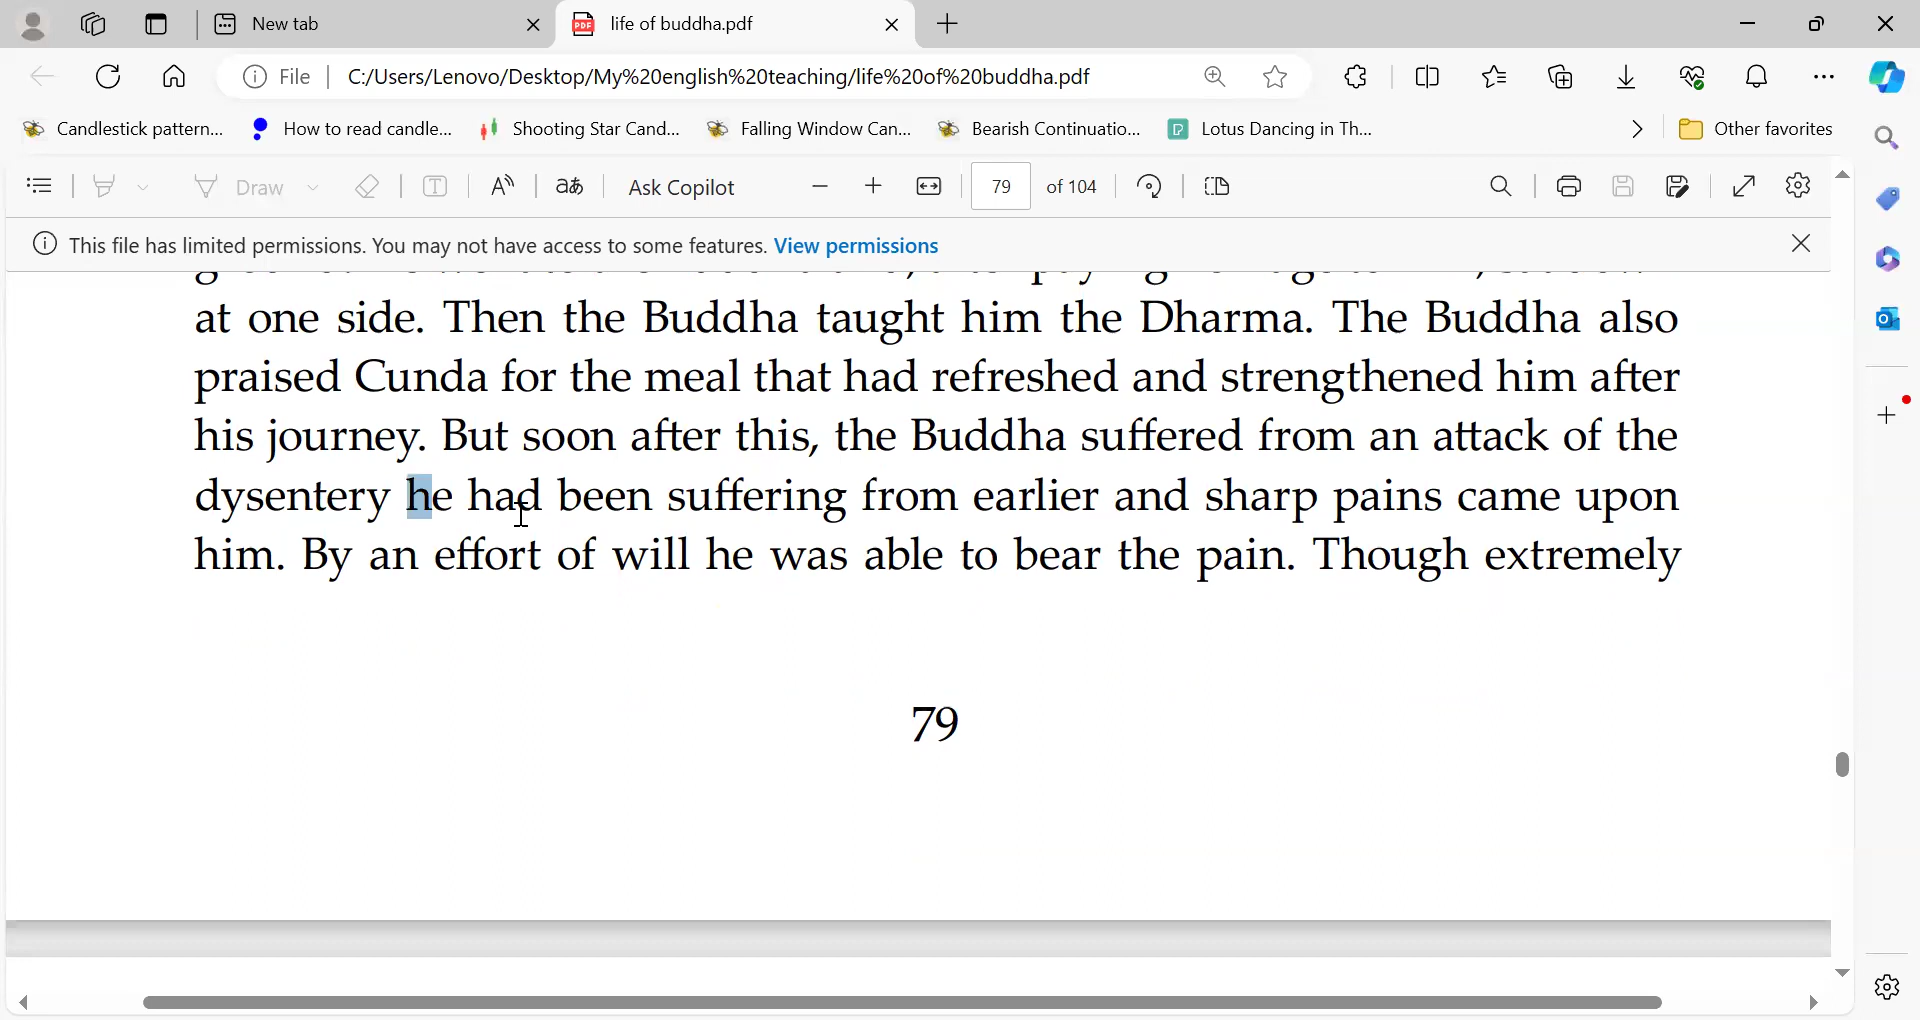 New tab
life of buddha.pdf
File
C:/Users/Lenovo/Desktop/My%20english%20teaching/life%20of%20buddha.pdf
Candlestick pattern...
How to read candle...
Shooting Star Cand...
Falling Window Can...
Bearish Continuatio...
Lotus Dancing in Th...
Other favorites
Draw
Ask Copilot
79 of 104
This file has limited permissions. You may not have access to some features. View permissions
at one side. Then the Buddha taught him the Dharma. The Buddha also
praised Cunda for the meal that had refreshed and strengthened him after
his journey. But soon after this, the Buddha suffered from an attack of the
dysentery he had been suffering from earlier and sharp pains came upon
him. By an effort of will he was able to bear the pain. Though extremely
79